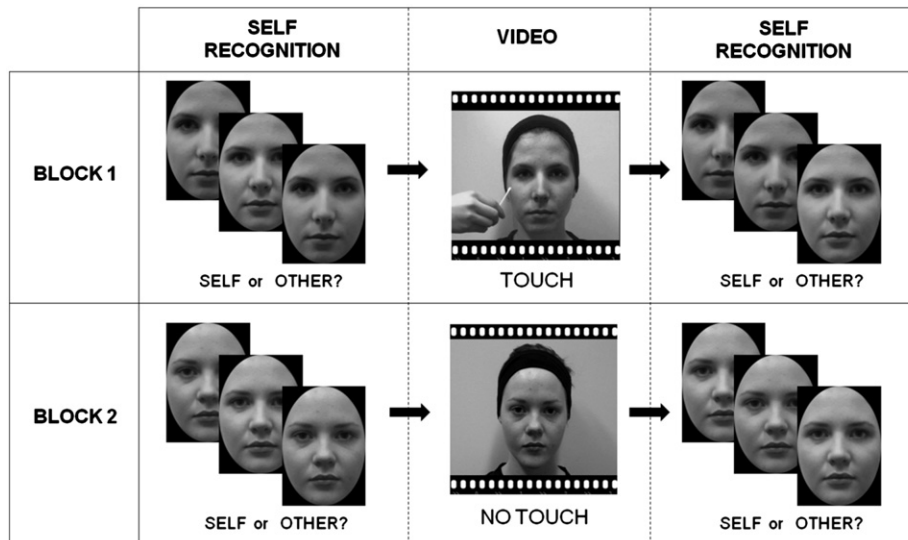 SELF
RECOGNITION
VIDEO
SELF
RECOGNITION
BLOCK 1
SELF or OTHER?
TOUCH
SELF or OTHER?
BLOCK 2
SELF or OTHER?
NO TOUCH
SELF or OTHER?